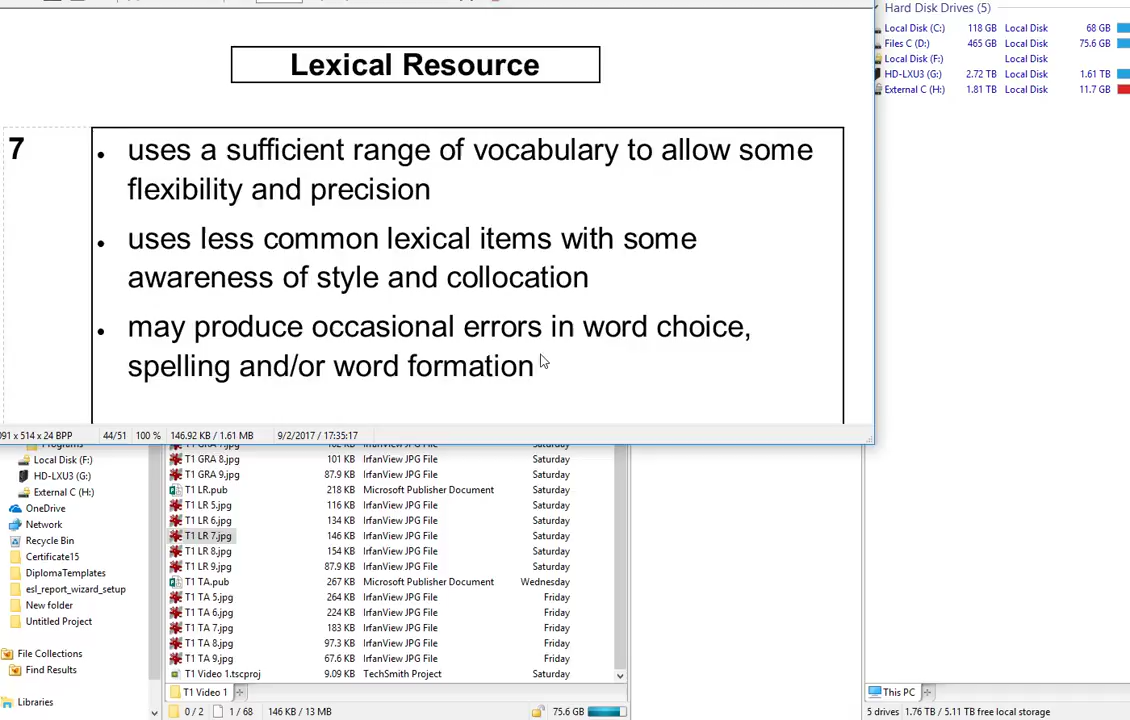 Lexical Resource
7
• uses a sufficient range of vocabulary to allow some
flexibility and precision
• uses less common lexical items with some
awareness of style and collocation
• may produce occasional errors in word choice,
spelling and/or word formation
091 x 514 x 24 BPP 44/51 100 % 146.92 KB / 1.61 MB 9/2/2017 / 17:35:17
Hard Disk Drives (5)
Local Disk (C:) 118 GB Local Disk 68 GB
Files C (D:) 465 GB Local Disk 75.6 GB
Local Disk (F:) Local Disk
HD-LXU3 (G:) 2.72 TB Local Disk 1.61 TB
External C (H:) 1.81 TB Local Disk 11.7 GB
Local Disk (F:)
HD-LXU3 (G:)
External C (H:)
OneDrive
Network
Recycle Bin
Certificate15
DiplomaTemplates
esl_report_wizard_setup
New folder
Untitled Project
File Collections
Find Results
Libraries
IrfanView JPG File Saturday
T1 GRA 8.jpg 101 KB IrfanView JPG File Saturday
T1 GRA 9.jpg 87.9 KB IrfanView JPG File Saturday
T1 LR.pub 218 KB Microsoft Publisher Document Saturday
T1 LR 5.jpg 116 KB IrfanView JPG File Saturday
T1 LR 6.jpg 134 KB IrfanView JPG File Saturday
T1 LR 7.jpg 146 KB IrfanView JPG File Saturday
T1 LR 8.jpg 154 KB IrfanView JPG File Saturday
T1 LR 9.jpg 87.9 KB IrfanView JPG File Saturday
T1 TA.pub 267 KB Microsoft Publisher Document Wednesday
T1 TA 5.jpg 264 KB IrfanView JPG File Friday
T1 TA 6.jpg 224 KB IrfanView JPG File Friday
T1 TA 7.jpg 183 KB IrfanView JPG File Friday
T1 TA 8.jpg 97.3 KB IrfanView JPG File Friday
T1 TA 9.jpg 67.6 KB IrfanView JPG File Friday
T1 Video 1.tscproj 9.09 KB TechSmith Project Saturday
T1 Video 1
0 / 2 1 / 68 146 KB / 13 MB 75.6 GB
This PC
5 drives 1.76 TB / 5.11 TB free local storage